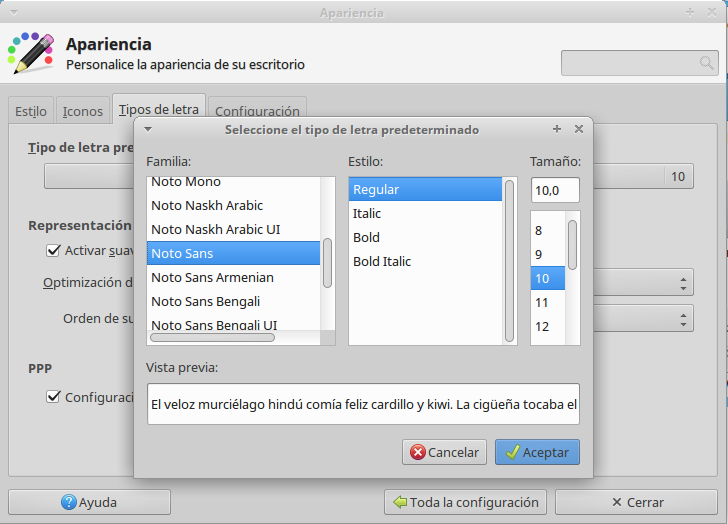 Apariencia
Apariencia
Personalice la apariencia de su escritorio
Estilo
Iconos
Tipos de letra
Configuración
Tipo de letra pre
10
Representación
Activar suav
Optimización d
Orden de su
PPP
Configuraci
Seleccione el tipo de letra predeterminado
Familia:
Noto Mono
Noto Naskh Arabic
Noto Naskh Arabic UI
Noto Sans
Noto Sans Armenian
Noto Sans Bengali
Noto Sans Bengali UI
Estilo:
Regular
Italic
Bold
Bold Italic
Tamaño:
10,0
8
9
10
11
12
Vista previa:
El veloz murciélago hindú comía feliz cardillo y kiwi. La cigüeña tocaba el
Cancelar
Aceptar
Ayuda
Toda la configuración
Cerrar